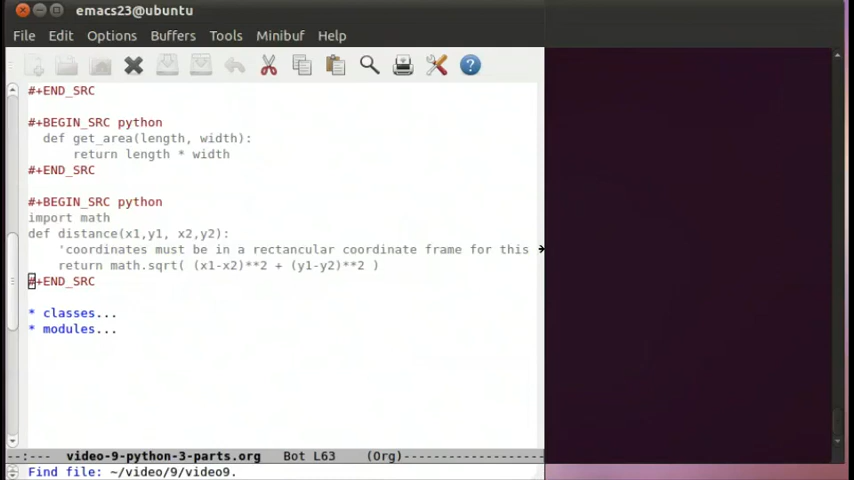 emacs23@ubuntu
File Edit Options Buffers Tools Minibuf Help
#+END_SRC
#+BEGIN_SRC python
def get_area(length, width):
return length * width
#+END_SRC
#+BEGIN_SRC python
import math
def distance(x1,y1, x2,y2):
'coordinates must be in a rectancular coordinate frame for this
return math.sqrt( (x1-x2)**2 + (y1-y2)**2 )
#+END_SRC
* classes...
* modules...
--:--- video-9-python-3-parts.org Bot L63 (Org)------------------
Find file: ~/video/9/video9.